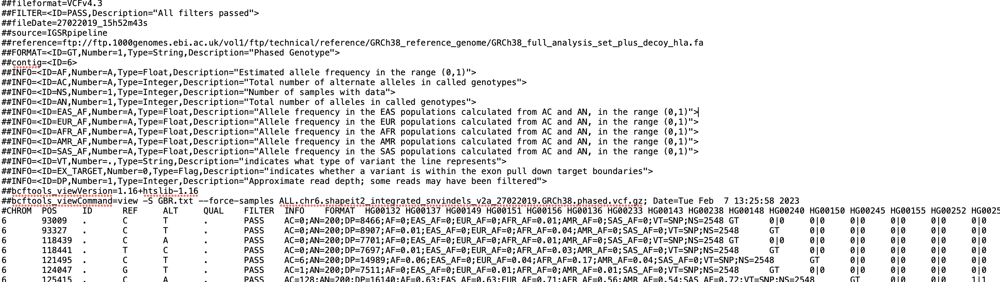 ##fileformat=VCFv4.3
##FILTER=<ID=PASS,Description="All filters passed">
##fileDate=27022019_15h52m43s
##source=IGSRpipeline
##reference=ftp://ftp.1000genomes.ebi.ac.uk/vol1/ftp/technical/reference/GRCh38_reference_genome/GRCh38_full_analysis_set_plus_decoy_hla.fa
##FORMAT=<ID=GT,Number=1,Type=String,Description="Phased Genotype">
##contig=<ID=6>
##INFO=<ID=AF,Number=A,Type=Float,Description="Estimated allele frequency in the range (0,1)">
##INFO=<ID=AC,Number=A,Type=Integer,Description="Total number of alternate alleles in called genotypes">
##INFO=<ID=NS,Number=1,Type=Integer,Description="Number of samples with data">
##INFO=<ID=AN,Number=1,Type=Integer,Description="Total number of alleles in called genotypes">
##INFO=<ID=EAS_AF,Number=A,Type=Float,Description="Allele frequency in the EAS populations calculated from AC and AN, in the range (0,1)">
##INFO=<ID=EUR_AF,Number=A,Type=Float,Description="Allele frequency in the EUR populations calculated from AC and AN, in the range (0,1)">
##INFO=<ID=AFR_AF,Number=A,Type=Float,Description="Allele frequency in the AFR populations calculated from AC and AN, in the range (0,1)">
##INFO=<ID=AMR_AF,Number=A,Type=Float,Description="Allele frequency in the AMR populations calculated from AC and AN, in the range (0,1)">
##INFO=<ID=SAS_AF,Number=A,Type=Float,Description="Allele frequency in the SAS populations calculated from AC and AN, in the range (0,1)">
##INFO=<ID=VT,Number=.,Type=String,Description="indicates what type of variant the line represents">
##INFO=<ID=EX_TARGET,Number=0,Type=Flag,Description="indicates whether a variant is within the exon pull down target boundaries">
##INFO=<ID=DP,Number=1,Type=Integer,Description="Approximate read depth; some reads may have been filtered">
##bcftools_viewVersion=1.16+htslib-1.16
##bcftools_viewCommand=view -S GBR.txt --force-samples ALL.chr6.shapeit2_integrated_snvindels_v2a_27022019.GRCh38.phased.vcf.gz; Date=Tue Feb  7 13:25:58 2023
#CHROM POS ID REF ALT QUAL FILTER INFO FORMAT HG00132 HG00137 HG00149 HG00151 HG00156 HG00136 HG00233 HG00143 HG00238 HG00148 HG00240 HG00150 HG00245 HG00155 HG00252 HG0025
6 93009 . C T . PASS AC=0;AN=200;DP=8466;AF=0;EAS_AF=0;EUR_AF=0;AFR_AF=0.01;AMR_AF=0;SAS_AF=0;VT=SNP;NS=2548 GT 0|0 0|0 0|0 0|0 0|0 0|0
6 93327 . C T . PASS AC=0;AN=200;DP=8907;AF=0.01;EAS_AF=0;EUR_AF=0;AFR_AF=0.04;AMR_AF=0;SAS_AF=0;VT=SNP;NS=2548 GT 0|0 0|0 0|0 0|0 0|0
6 118439 . C A . PASS AC=0;AN=200;DP=7701;AF=0;EAS_AF=0;EUR_AF=0;AFR_AF=0.01;AMR_AF=0;SAS_AF=0;VT=SNP;NS=2548 GT 0|0 0|0 0|0 0|0 0|0 0|0
6 118441 . T C . PASS AC=0;AN=200;DP=7697;AF=0.01;EAS_AF=0;EUR_AF=0;AFR_AF=0.03;AMR_AF=0;SAS_AF=0;VT=SNP;NS=2548 GT 0|0 0|0 0|0 0|0 0|0
6 121495 . C T . PASS AC=6;AN=200;DP=14989;AF=0.06;EAS_AF=0;EUR_AF=0.04;AFR_AF=0.17;AMR_AF=0.04;SAS_AF=0;VT=SNP;NS=2548 GT 0|0 0|0 0|0 0|0
6 124047 . G T . PASS AC=1;AN=200;DP=7511;AF=0;EAS_AF=0;EUR_AF=0.01;AFR_AF=0;AMR_AF=0.01;SAS_AF=0;VT=SNP;NS=2548 GT 0|0 0|0 0|0 0|0 0|0
6 125415 . C A . PASS AC=128;AN=200;DP=16140;AF=0.63;EAS_AF=0.63;EUR_AF=0.71;AFR_AF=0.56;AMR_AF=0.54;SAS_AF=0.72;VT=SNP;NS=2548 GT 0|0 0|0 1|1